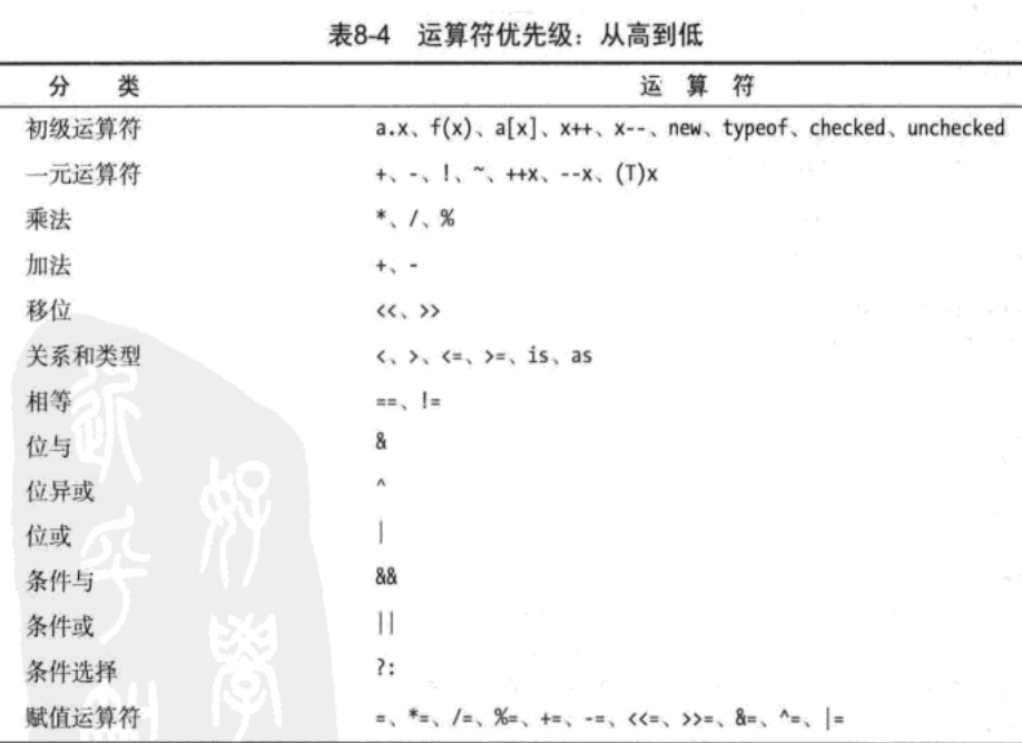 表8-4 运算符优先级：从高到低
分 类 运 算 符
初级运算符 a.x、f(x)、a[x]、x++、x--、new、typeof、checked、unchecked
一元运算符 +、-、!、~、++x、--x、(T)x
乘法 *、/、%
加法 +、-
移位 <<、>>
关系和类型 <、>、<=、>=、is、as
相等 ==、!=
位与 &
位异或 ^
位或 |
条件与 &&
条件或 ||
条件选择 ?:
赋值运算符 =、*=、/=、%=、+=、-=、<<=、>>=、&=、^=、|=